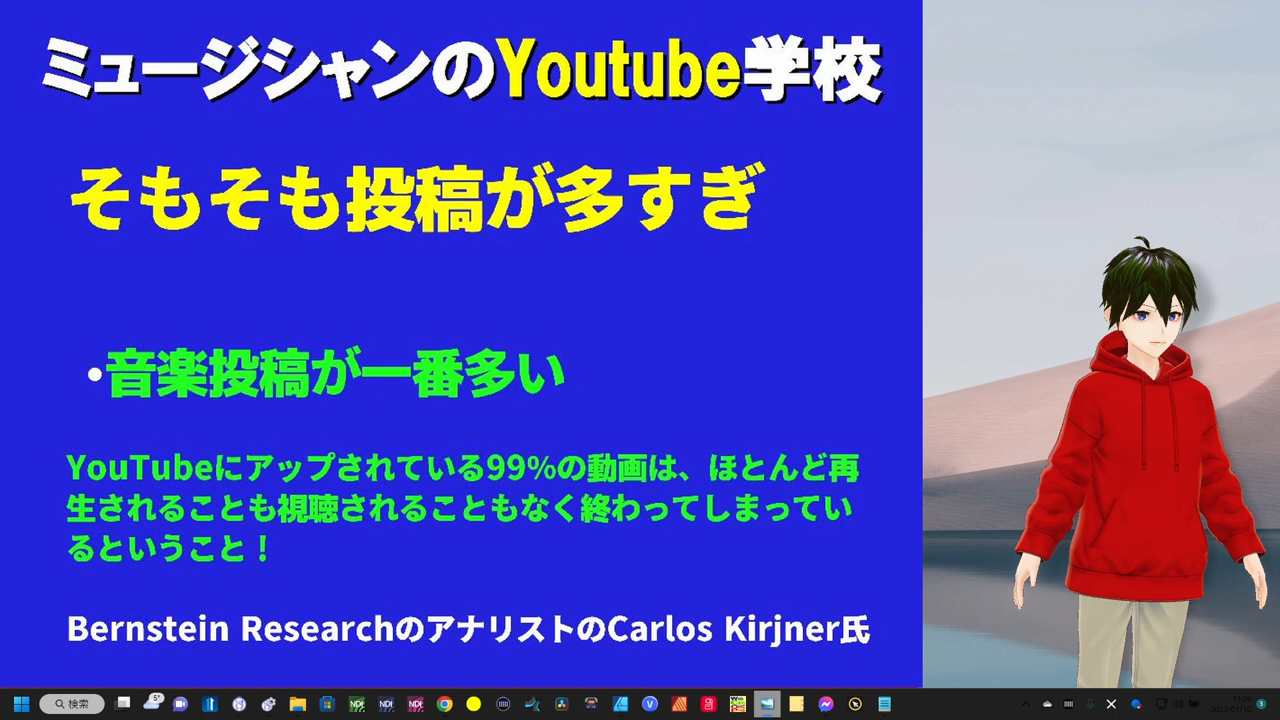 ミュージシャンのYoutube学校
そもそも投稿が多すぎ
•音楽投稿が一番多い
YouTubeにアップされている99%の動画は、ほとんど再
生されることも視聴されることもなく終わってしまってい
るということ！
Bernstein ResearchのアナリストのCarlos Kirjner氏
5°
検索
NDI
NDI
NDI